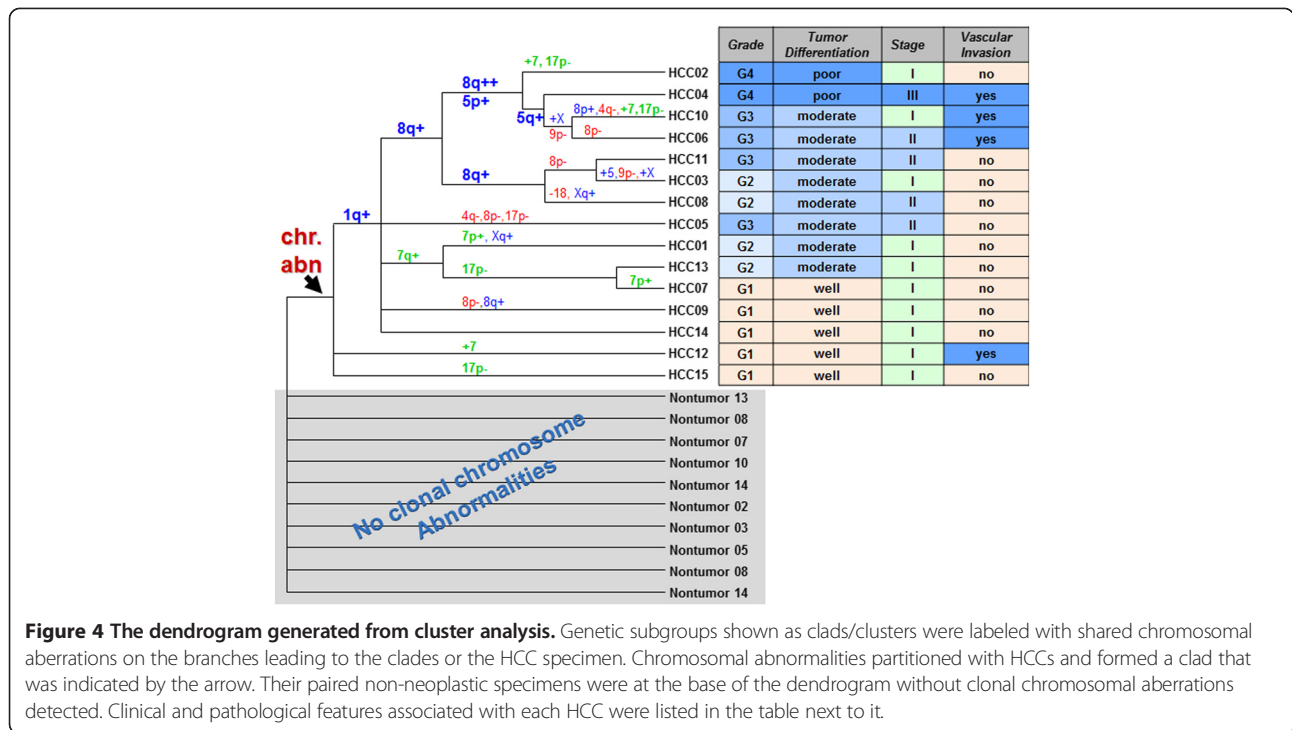 Grade Tumor Differentiation Stage Vascular Invasion
+7, 17p-
HCC02 G4 poor I no
8q++
5p+
HCC04 G4 poor III yes
5q+ +X 8p+,4q-,+7,17p-
HCC10 G3 moderate I yes
9p- 8p-
HCC06 G3 moderate II yes
8q+
8p-
HCC11 G3 moderate II no
8q+
+5,9p-,+X
HCC03 G2 moderate I no
-18, Xq+
HCC08 G2 moderate II no
1q+
4q-,8p-,17p-
HCC05 G3 moderate II no
7p+, Xq+
HCC01 G2 moderate I no
7q+
17p-
HCC13 G2 moderate I no
7p+
HCC07 G1 well I no
chr.
abn
8p-,8q+
HCC09 G1 well I no
HCC14 G1 well I no
+7
HCC12 G1 well I yes
17p-
HCC15 G1 well I no
Nontumor 13
Nontumor 08
Nontumor 07
Nontumor 10
Nontumor 14
Nontumor 02
Nontumor 03
Nontumor 05
Nontumor 08
Nontumor 14
No clonal chromosome
Abnormalities
Figure 4 The dendrogram generated from cluster analysis. Genetic subgroups shown as clads/clusters were labeled with shared chromosomal
aberrations on the branches leading to the clades or the HCC specimen. Chromosomal abnormalities partitioned with HCCs and formed a clad that
was indicated by the arrow. Their paired non-neoplastic specimens were at the base of the dendrogram without clonal chromosomal aberrations
detected. Clinical and pathological features associated with each HCC were listed in the table next to it.